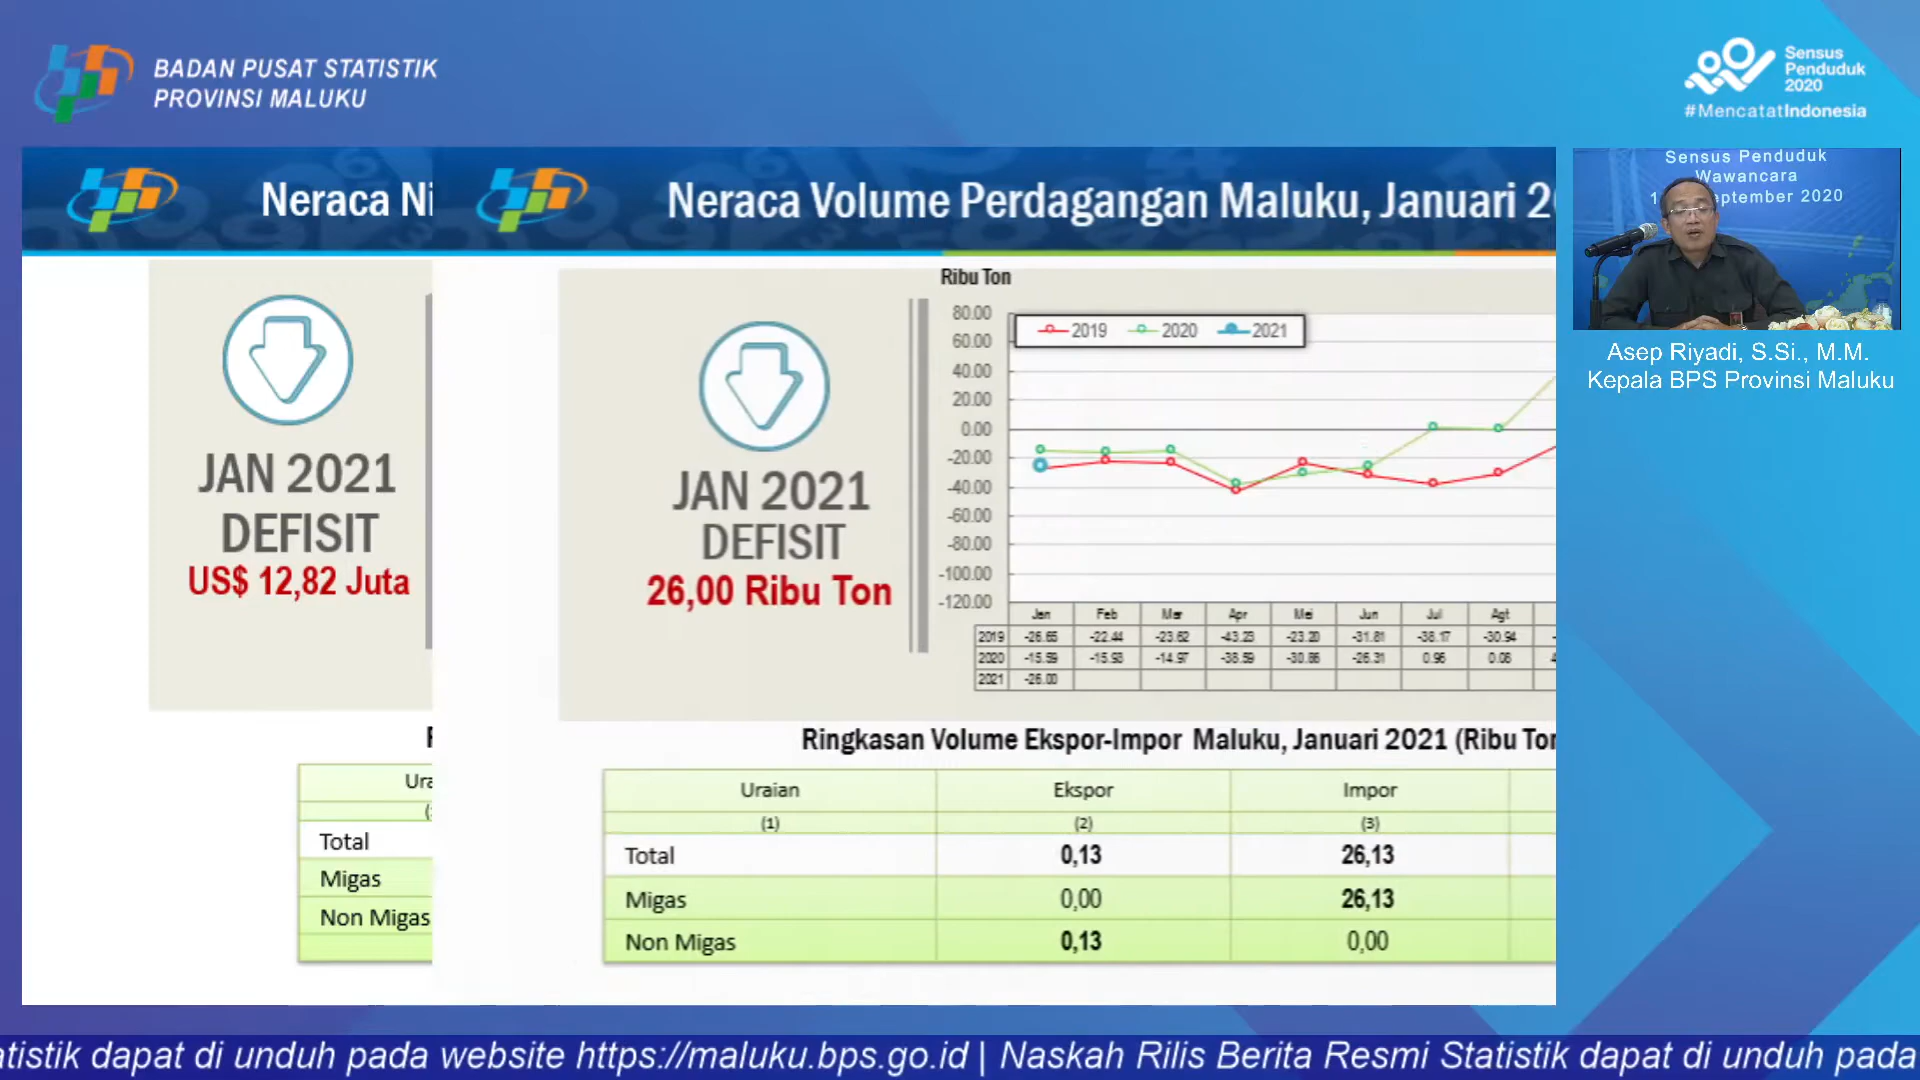 BADAN PUSAT STATISTIK
PROVINSI MALUKU
Sensus
Penduduk
2020
#MencatatIndonesia
Neraca Ni
JAN 2021
DEFISIT
US$ 12,82 Juta
Total
Migas
Non Migas
Neraca Volume Perdagangan Maluku, Januari 2
Ribu Ton
2019 2020 2021
80.00
60.00
40.00
20.00
0.00
-20.00
-40.00
-60.00
-80.00
-100.00
-120.00
Jan Feb Mar Apr Mei Jun Jul Agt
2019 -26.65 -22.44 -23.62 -43.23 -23.20 -31.81 -38.17 -30.94
2020 -15.59 -15.93 -14.97 -38.59 -30.86 -26.31 0.96 0.06
2021 -26.00
JAN 2021
DEFISIT
26,00 Ribu Ton
Ringkasan Volume Ekspor-Impor Maluku, Januari 2021 (Ribu Ton
Uraian Ekspor Impor
(1) (2) (3)
Total 0,13 26,13
Migas 0,00 26,13
Non Migas 0,13 0,00
Sensus Penduduk
Wawancara
September 2020
Asep Riyadi, S.Si., M.M.
Kepala BPS Provinsi Maluku
atistik dapat di unduh pada website https://maluku.bps.go.id | Naskah Rilis Berita Resmi Statistik dapat di unduh pada